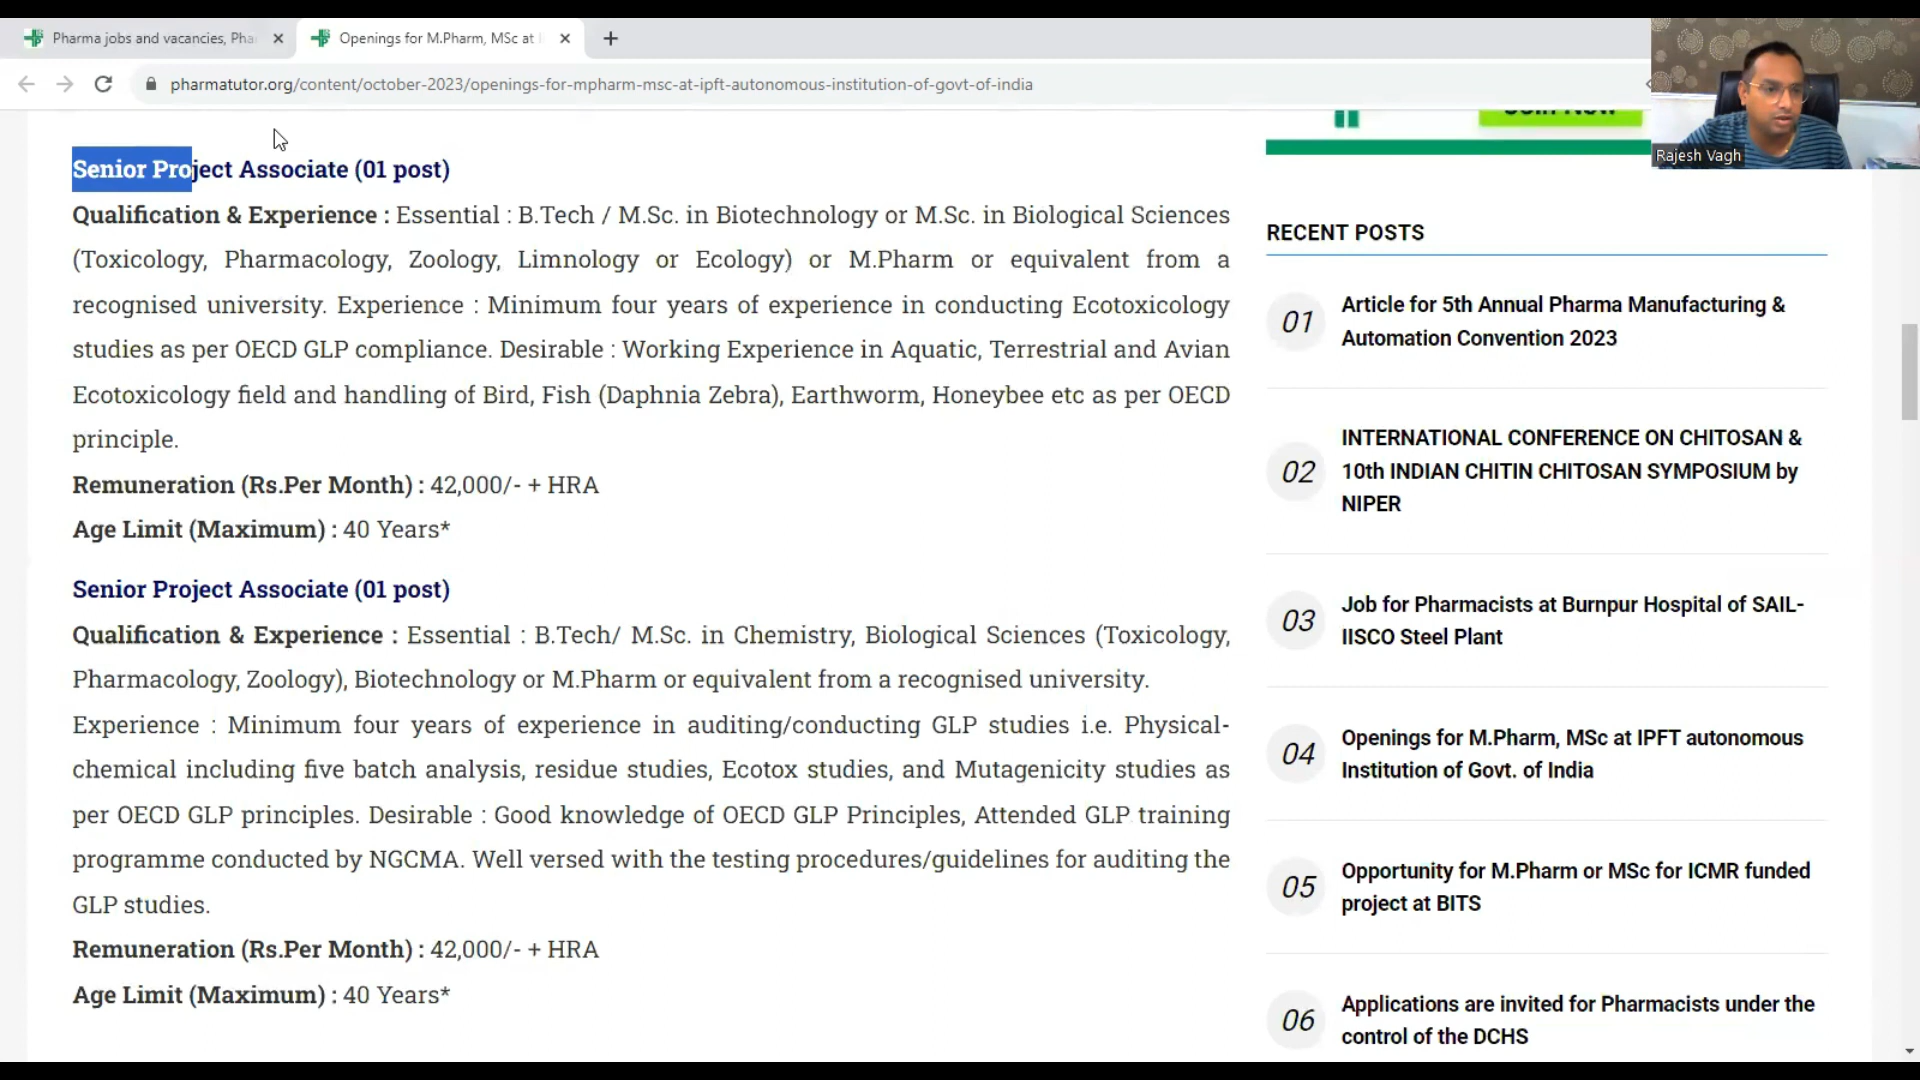 Pharma jobs and vacancies, Pha
Openings for M.Pharm, MSc at I
pharmatutor.org/content/october-2023/openings-for-mpharm-msc-at-ipft-autonomous-institution-of-govt-of-india
Join Now
Rajesh Vagh
Senior Project Associate (01 post)
Qualification & Experience : Essential : B.Tech / M.Sc. in Biotechnology or M.Sc. in Biological Sciences
(Toxicology, Pharmacology, Zoology, Limnology or Ecology) or M.Pharm or equivalent from a
recognised university. Experience : Minimum four years of experience in conducting Ecotoxicology
studies as per OECD GLP compliance. Desirable : Working Experience in Aquatic, Terrestrial and Avian
Ecotoxicology field and handling of Bird, Fish (Daphnia Zebra), Earthworm, Honeybee etc as per OECD
principle.
Remuneration (Rs.Per Month) : 42,000/- + HRA
Age Limit (Maximum) : 40 Years*
Senior Project Associate (01 post)
Qualification & Experience : Essential : B.Tech/ M.Sc. in Chemistry, Biological Sciences (Toxicology,
Pharmacology, Zoology), Biotechnology or M.Pharm or equivalent from a recognised university.
Experience : Minimum four years of experience in auditing/conducting GLP studies i.e. Physical-
chemical including five batch analysis, residue studies, Ecotox studies, and Mutagenicity studies as
per OECD GLP principles. Desirable : Good knowledge of OECD GLP Principles, Attended GLP training
programme conducted by NGCMA. Well versed with the testing procedures/guidelines for auditing the
GLP studies.
Remuneration (Rs.Per Month) : 42,000/- + HRA
Age Limit (Maximum) : 40 Years*
RECENT POSTS
01
Article for 5th Annual Pharma Manufacturing &
Automation Convention 2023
02
INTERNATIONAL CONFERENCE ON CHITOSAN &
10th INDIAN CHITIN CHITOSAN SYMPOSIUM by
NIPER
03
Job for Pharmacists at Burnpur Hospital of SAIL-
IISCO Steel Plant
04
Openings for M.Pharm, MSc at IPFT autonomous
Institution of Govt. of India
05
Opportunity for M.Pharm or MSc for ICMR funded
project at BITS
06
Applications are invited for Pharmacists under the
control of the DCHS